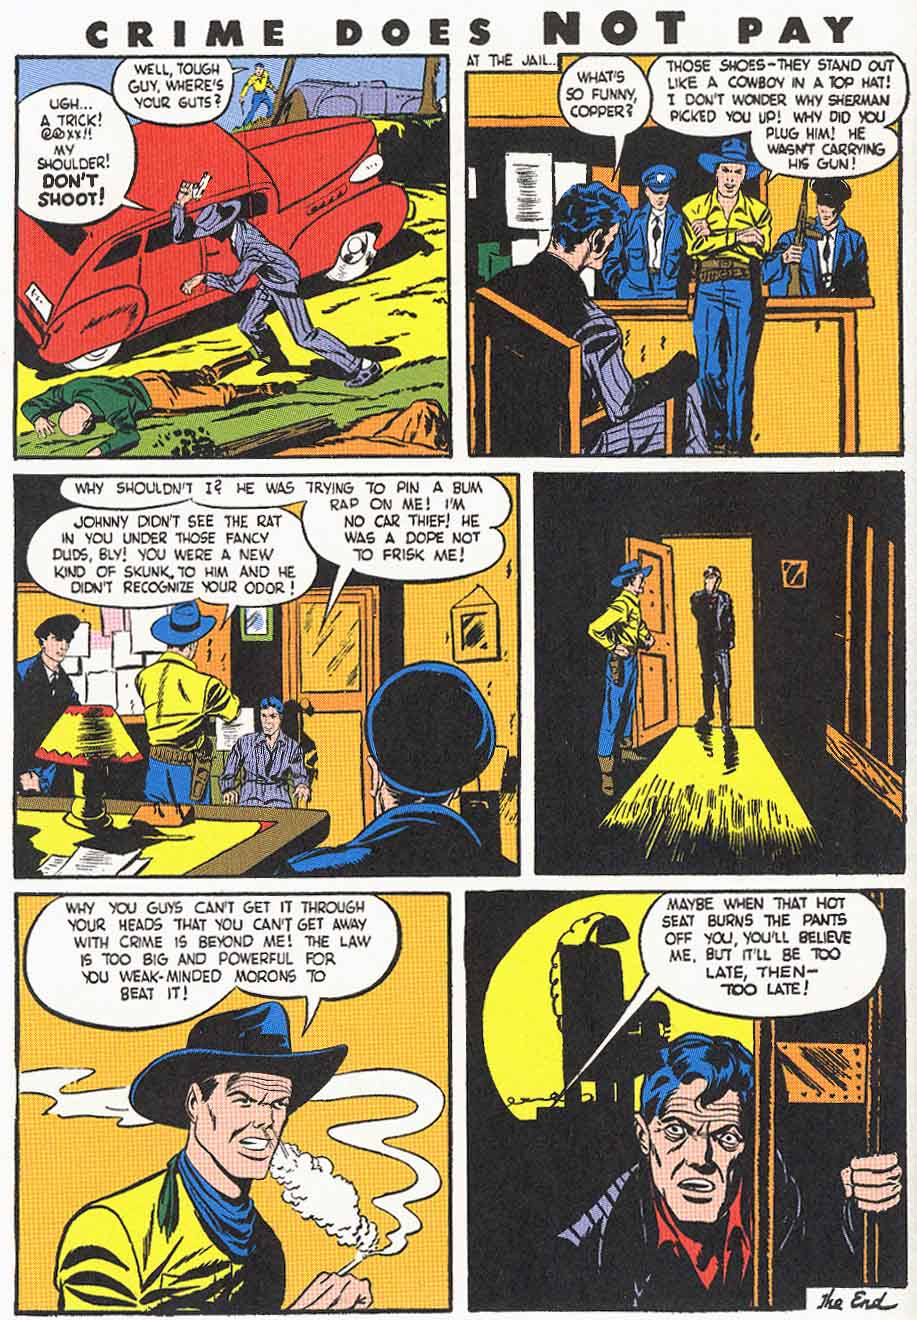 CRIME DOES NOT PAY
WELL, TOUGH
GUY, WHERE'S
YOUR GUTS?
UGH...
A TRICK!
@@XX!!
MY
SHOULDER!
DON'T
SHOOT!
AT THE JAIL...
WHAT'S
SO FUNNY,
COPPER?
THOSE SHOES-THEY STAND OUT
LIKE A COWBOY IN A TOP HAT!
I DON'T WONDER WHY SHERMAN
PICKED YOU UP! WHY DID YOU
PLUG HIM! HE
WASN'T CARRYING
HIS GUN!
WHY SHOULDN'T I? HE WAS TRYING TO PIN A BUM
RAP ON ME! I'M
NO CAR THIEF! HE
WAS A DOPE NOT
TO FRISK ME!
JOHNNY DIDN'T SEE THE RAT
IN YOU UNDER THOSE FANCY
DUDS, BLY! YOU WERE A NEW
KIND OF SKUNK, TO HIM AND HE
DIDN'T RECOGNIZE YOUR ODOR!
WHY YOU GUYS CAN'T GET IT THROUGH
YOUR HEADS THAT YOU CAN'T GET AWAY
WITH CRIME IS BEYOND ME! THE LAW
IS TOO BIG AND POWERFUL FOR
YOU WEAK-MINDED MORONS TO
BEAT IT!
MAYBE WHEN THAT HOT
SEAT BURNS THE PANTS
OFF YOU, YOU'LL BELIEVE
ME, BUT IT'LL BE TOO
LATE, THEN-
TOO LATE!
The End